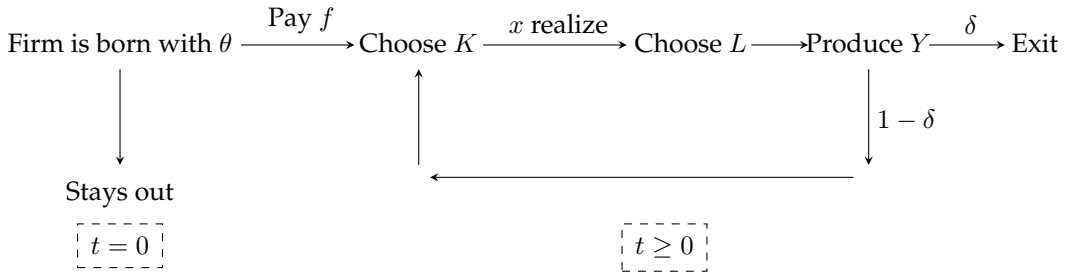 Pay f
x realize
δ
Firm is born with θ
Choose K
Choose L
Produce Y
Exit
1 − δ
Stays out
t = 0
t ≥ 0